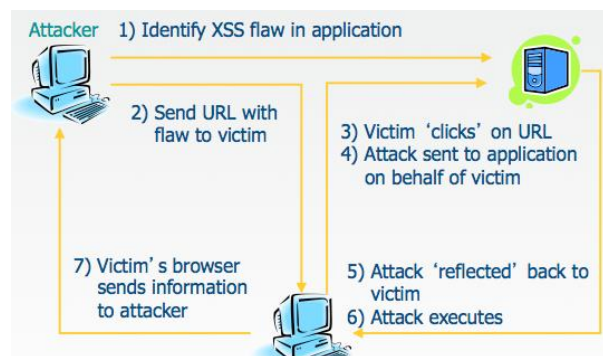 Attacker
1) Identify XSS flaw in application
2) Send URL with
flaw to victim
3) Victim ‘clicks’ on URL
4) Attack sent to application
on behalf of victim
7) Victim’s browser
sends information
to attacker
5) Attack ‘reflected’ back to
victim
6) Attack executes